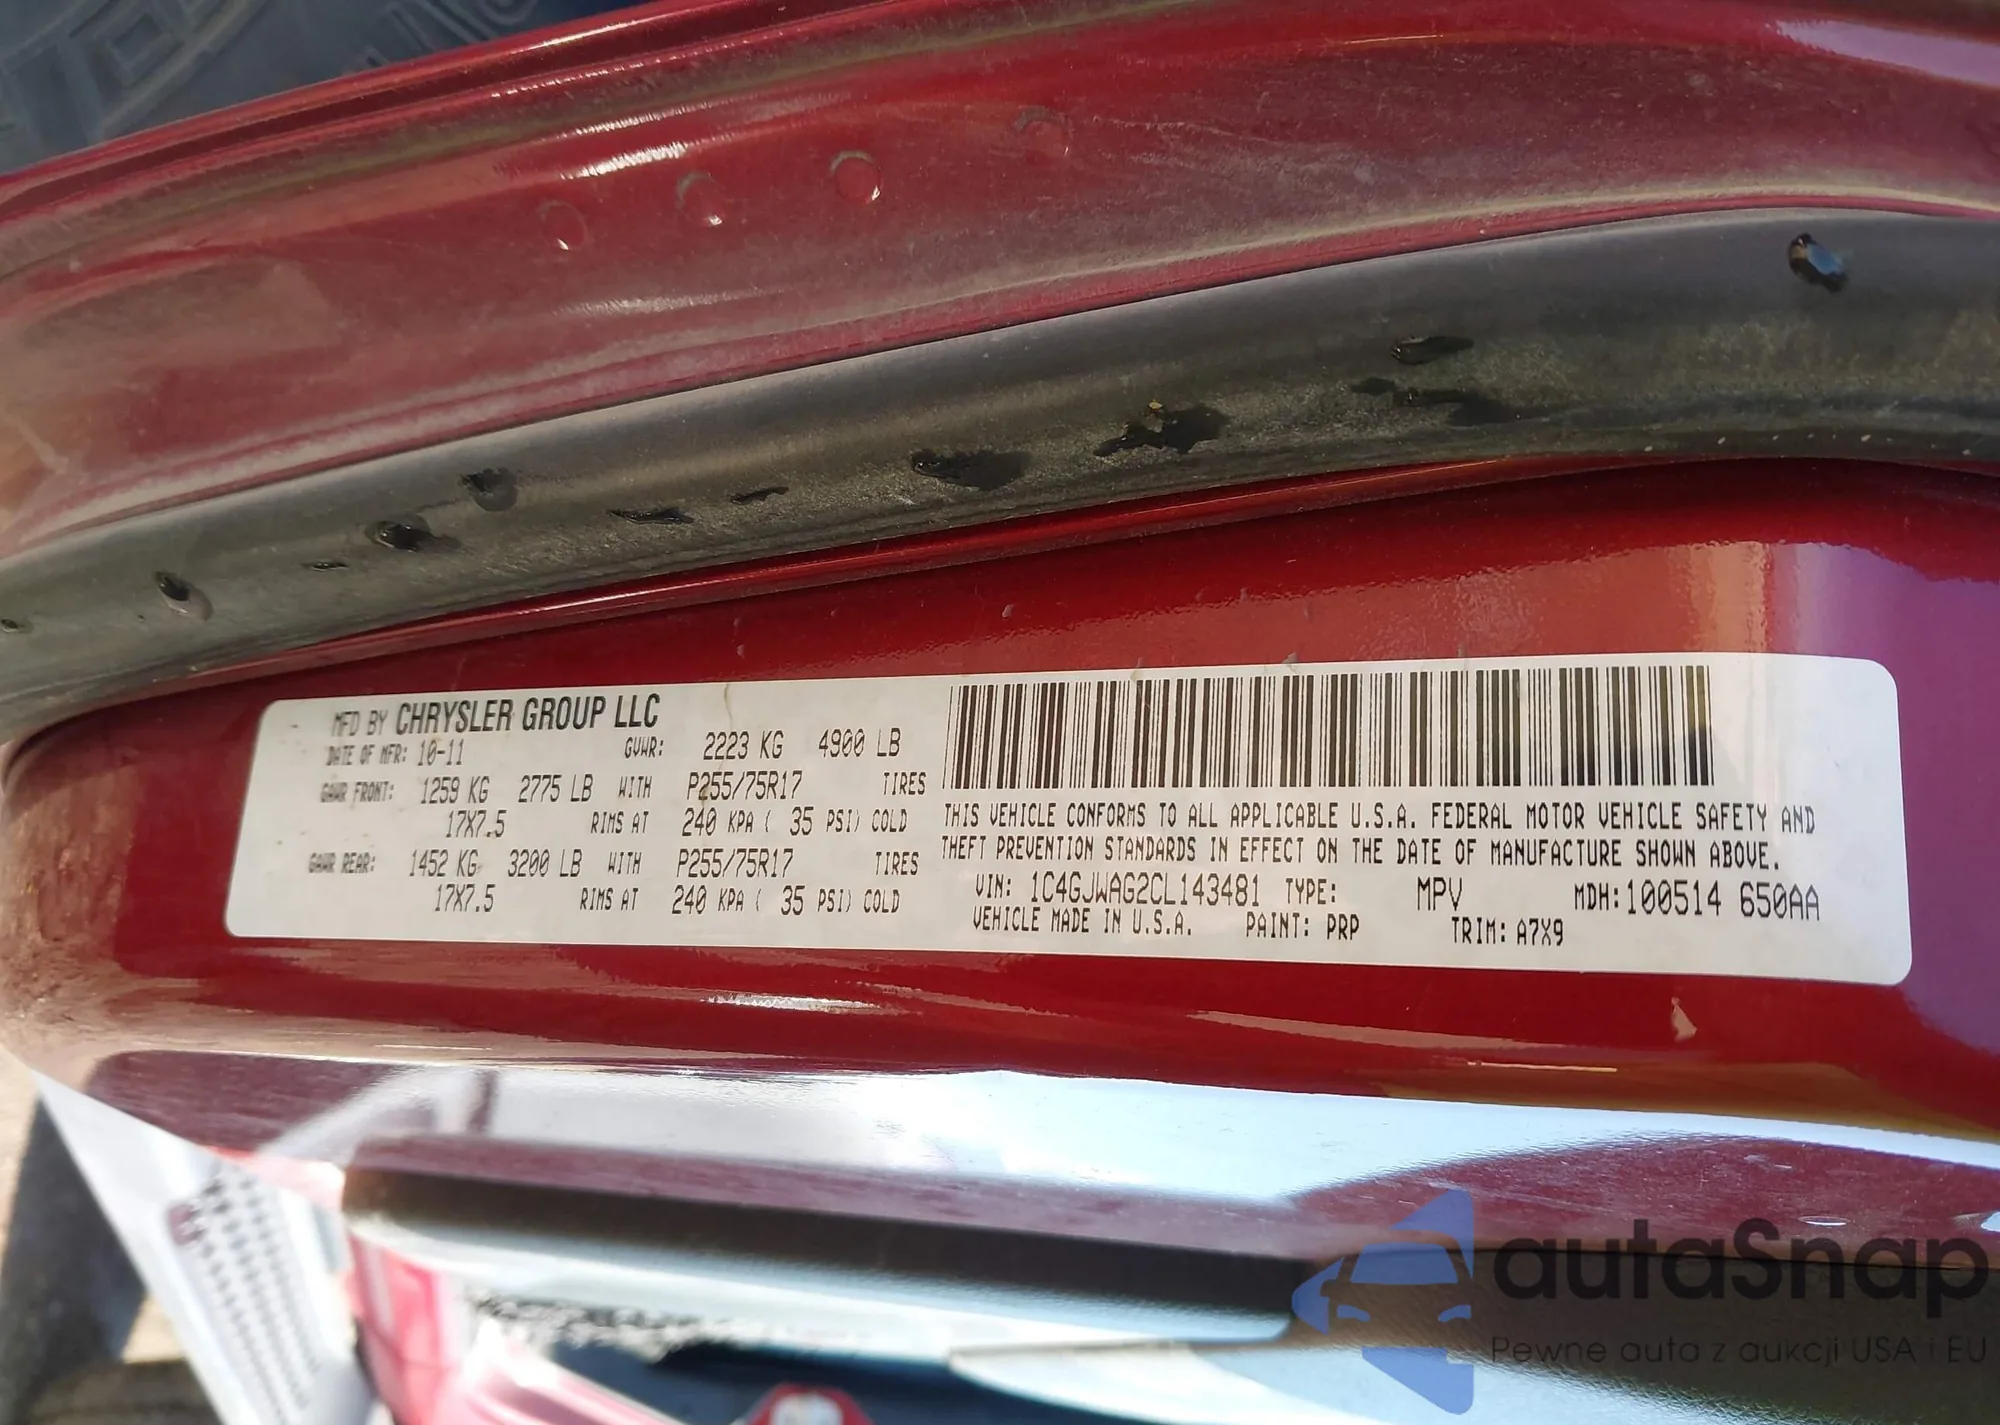 MFD BY CHRYSLER GROUP LLC
DATE OF MFR: 10-11 GVWR: 2223 KG 4900 LB
GAWR FRONT: 1259 KG 2775 LB WITH P255/75R17 TIRES
17X7.5 RIMS AT 240 KPA ( 35 PSI) COLD
GAWR REAR: 1452 KG 3200 LB WITH P255/75R17 TIRES
17X7.5 RIMS AT 240 KPA ( 35 PSI) COLD
THIS VEHICLE CONFORMS TO ALL APPLICABLE U.S.A. FEDERAL MOTOR VEHICLE SAFETY AND
THEFT PREVENTION STANDARDS IN EFFECT ON THE DATE OF MANUFACTURE SHOWN ABOVE.
VIN: 1C4GJWAG2CL143481 TYPE: MPV MDH:100514 650AA
VEHICLE MADE IN U.S.A. PAINT: PRP TRIM: A7X9
autaSnap
Pewne auta z aukcji USA i EU